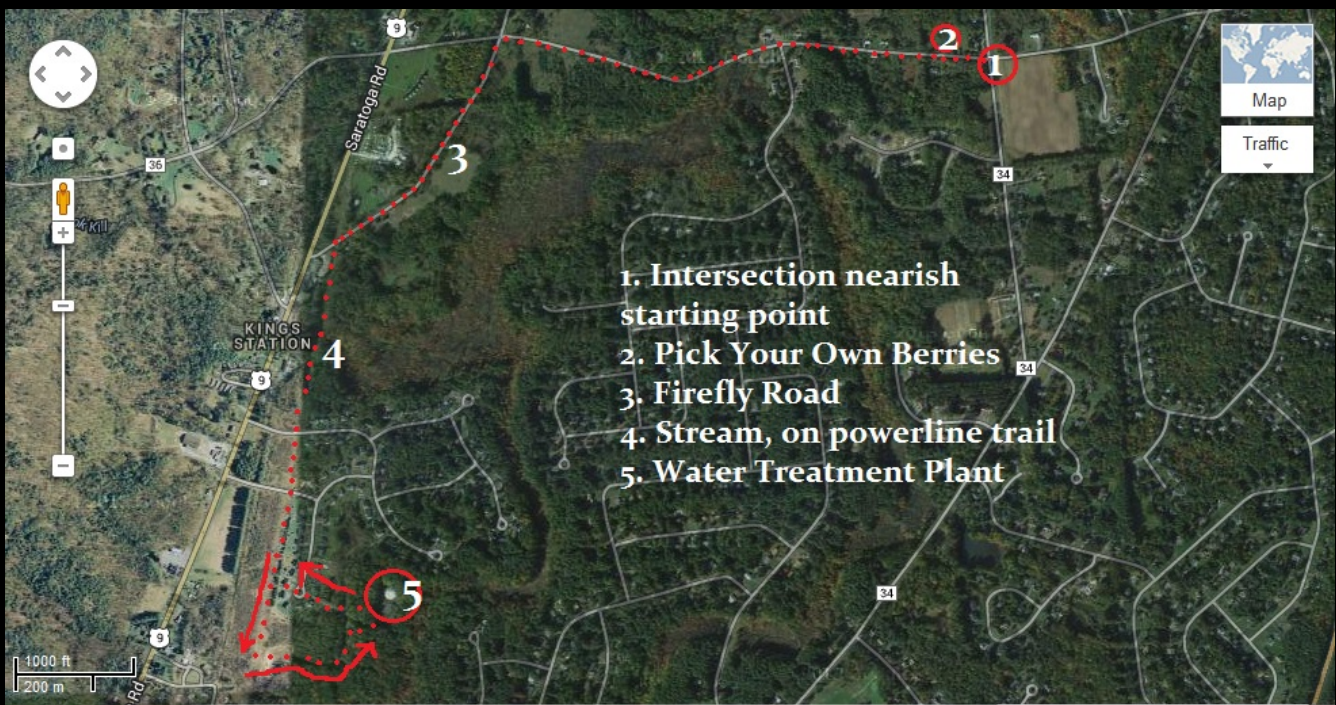 9
2
1
Map
Traffic
Saratoga Rd
36
3
34
1. Intersection nearish
starting point
2. Pick Your Own Berries
3. Firefly Road
4. Stream, on powerline trail
5. Water Treatment Plant
KINGS
STATION
4
34
9
5
34
9
1000 ft
200 m
Rd